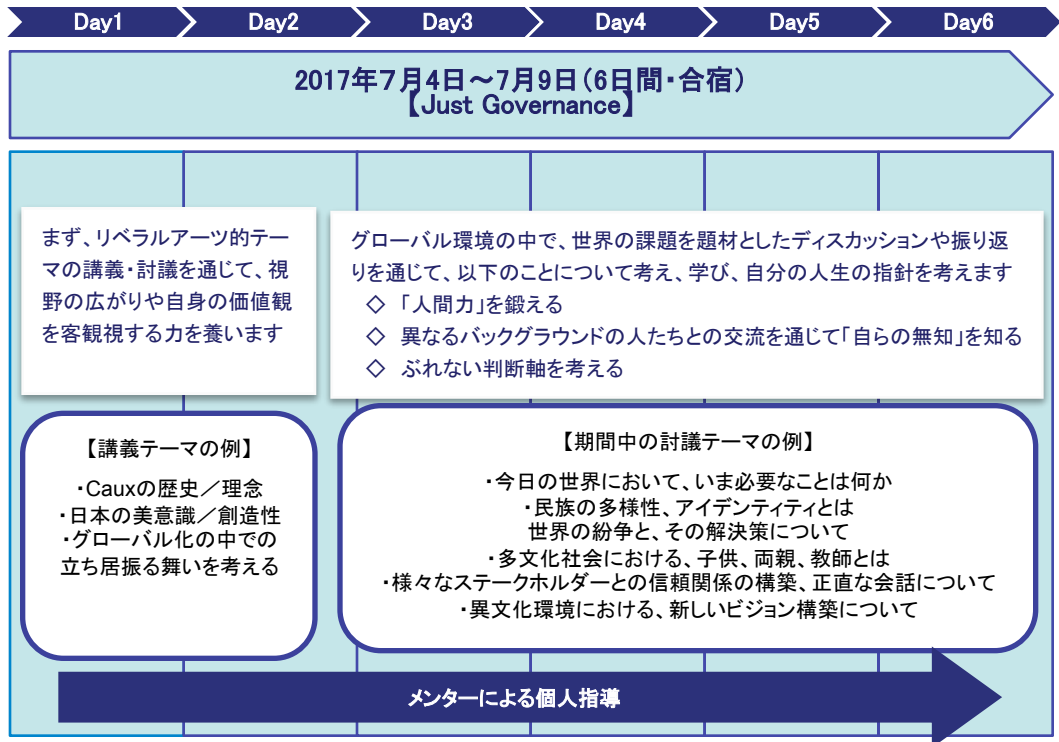 Day1
Day2
Day3
Day4
Day5
Day6
2017年7月4日～7月9日(6日間・合宿)
【Just Governance】
まず、リベラルアーツ的テー
マの講義・討議を通じて、視
野の広がりや自身の価値観
を客観視する力を養います
グローバル環境の中で、世界の課題を題材としたディスカッションや振り返
りを通じて、以下のことについて考え、学び、自分の人生の指針を考えます
◇ 「人間力」を鍛える
◇ 異なるバックグラウンドの人たちとの交流を通じて「自らの無知」を知る
◇ ぶれない判断軸を考える
【講義テーマの例】
・Cauxの歴史／理念
・日本の美意識／創造性
・グローバル化の中での
立ち居振る舞いを考える
【期間中の討議テーマの例】
・今日の世界において、いま必要なことは何か
・民族の多様性、アイデンティティとは
世界の紛争と、その解決策について
・多文化社会における、子供、両親、教師とは
・様々なステークホルダーとの信頼関係の構築、正直な会話について
・異文化環境における、新しいビジョン構築について
メンターによる個人指導